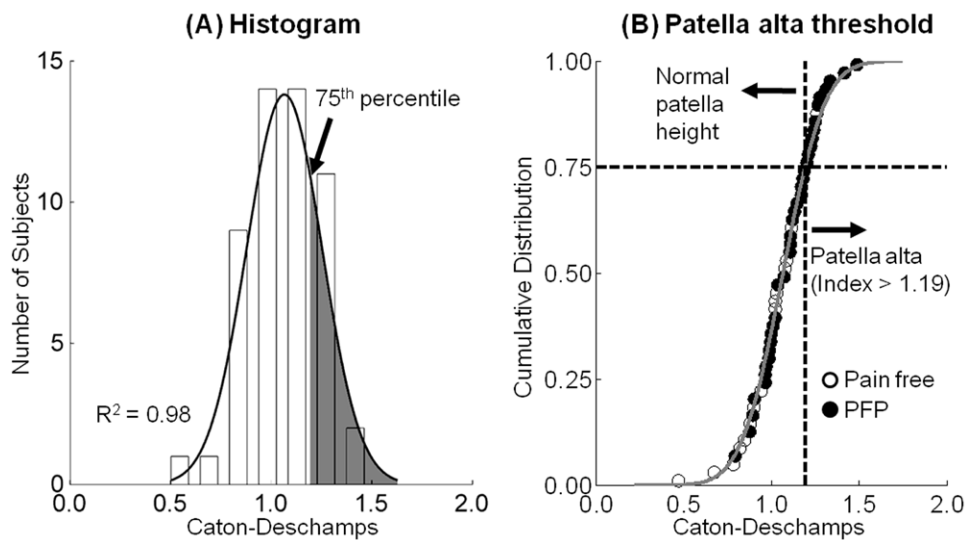 (A) Histogram
15
10
5
0
Number of Subjects
75th percentile
R2 = 0.98
0.0 0.5 1.0 1.5 2.0
Caton-Deschamps
(B) Patella alta threshold
1.00
0.75
0.50
0.25
0.00
Cumulative Distribution
Normal
patella
height
Patella alta
(Index > 1.19)
Pain free
PFP
0.0 0.5 1.0 1.5 2.0
Caton-Deschamps